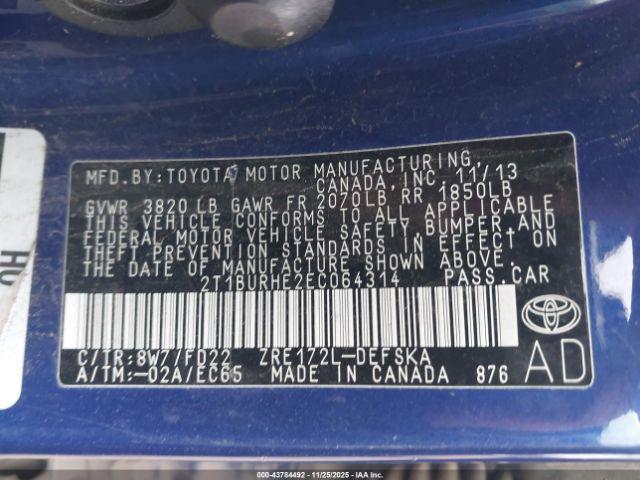 MFD.BY:TOYOTA MOTOR MANUFACTURING,
CANADA, INC. 11/13
GVWR 3820 LB GAWR FR 2070LB RR 1850LB
THIS VEHICLE CONFORMS TO ALL APPLICABLE
FEDERAL MOTOR VEHICLE SAFETY,BUMPER,AND
THEFT PREVENTION STANDARDS IN EFFECT ON
THE DATE OF MANUFACTURE SHOWN ABOVE.
2T1BURHE2EC064314 PASS.CAR
C/TR:8W7/FD22 ZRE172L-DEFSKA
A/TM:-02A/EC65 MADE IN CANADA 876
AD
00-43784492 - 11/25/2025 - IAA Inc.